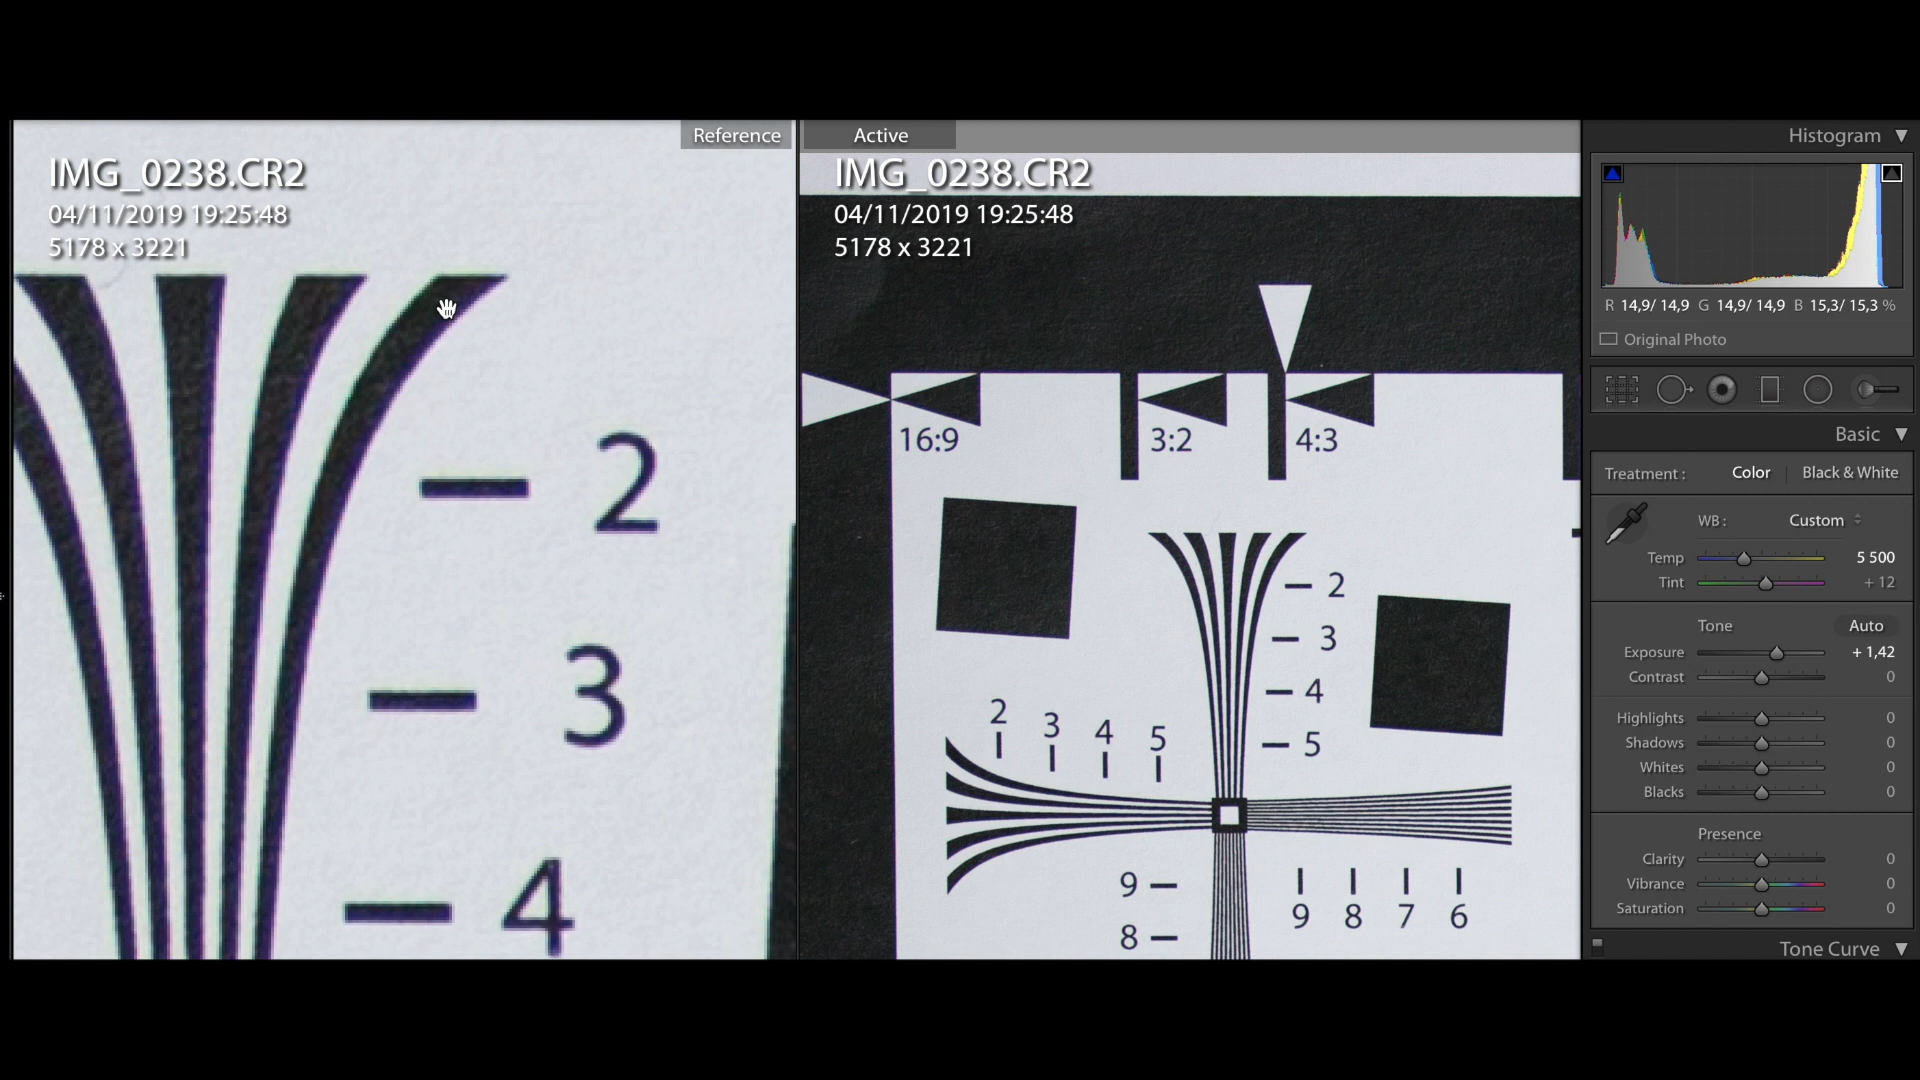 Reference
IMG_0238.CR2
04/11/2019 19:25:48
5178 x 3221
2
3
4
Active
IMG_0238.CR2
04/11/2019 19:25:48
5178 x 3221
16:9
3:2
4:3
2
3
4
5
2 3 4 5
9
8
9 8 7 6
Histogram
R 14,9/ 14,9 G 14,9/ 14,9 B 15,3/ 15,3 %
Original Photo
Basic
Treatment : Color Black & White
WB : Custom
Temp 5 500
Tint + 12
Tone Auto
Exposure + 1,42
Contrast 0
Highlights 0
Shadows 0
Whites 0
Blacks 0
Presence
Clarity 0
Vibrance 0
Saturation 0
Tone Curve